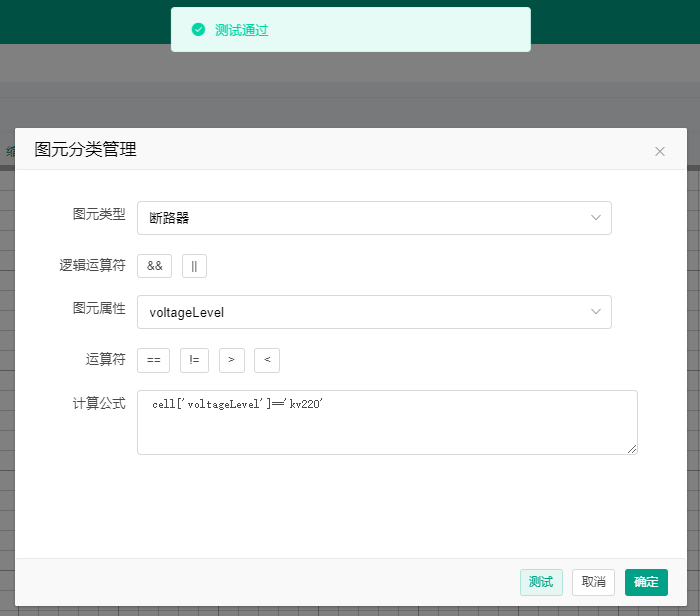 测试通过
图元分类管理
图元类型 断路器
逻辑运算符 && ||
图元属性 voltageLevel
运算符 == != > <
计算公式 cell['voltageLevel']=='kv220'
测试 取消 确定